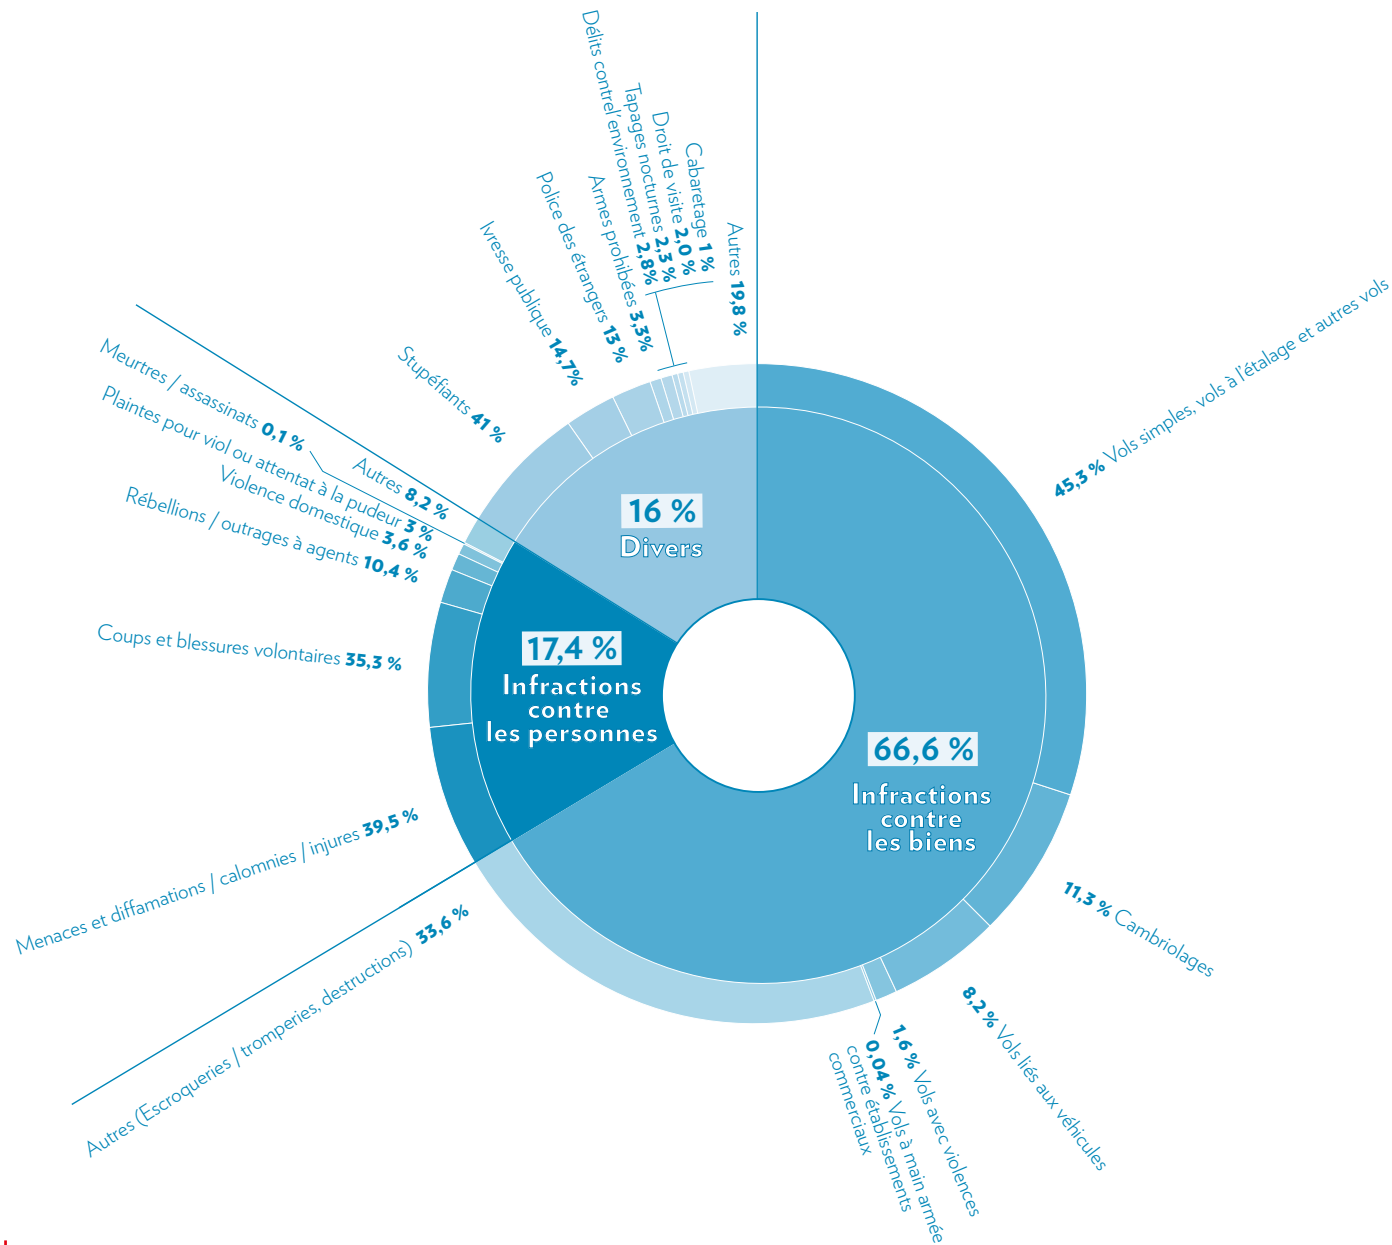 Délits contrel'environnement 2,8%
Tapages nocturnes 2,3 %
Droit de visite 2,0 %
Cabaretage 1 %
Autres 19,8 %
Armes prohibées 3,3%
Police des étrangers 13 %
Ivresse publique 14,7%
Stupéfiants 41 %
16 %
Divers
Meurtres / assassinats 0,1 %
Autres 8,2 %
Plaintes pour viol ou attentat à la pudeur 3 %
Violence domestique 3,6 %
Rébellions / outrages à agents 10,4 %
Coups et blessures volontaires 35,3 %
Menaces et diffamations / calomnies / injures 39,5 %
17,4 %
Infractions
contre
les personnes
45,3 % Vols simples, vols à l'étalage et autres vols
66,6 %
Infractions
contre
les biens
11,3 % Cambriolages
8,2 % Vols liés aux véhicules
1,6 % Vols avec violences
0,04 % Vols à main armée
contre établissements
commerciaux
Autres (Escroqueries / tromperies, destructions) 33,6 %